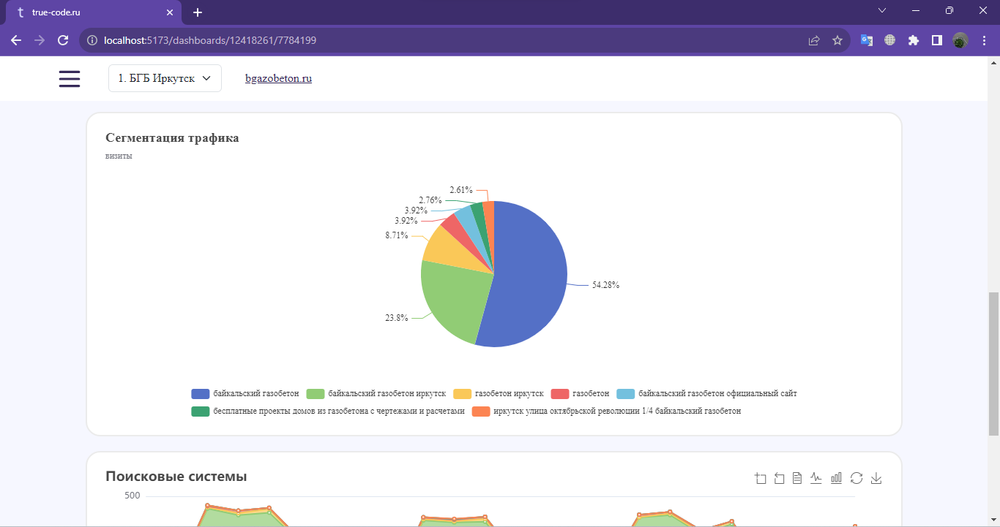 true-code.ru
localhost:5173/dashboards/12418261/7784199
1. БГБ Иркутск
bgazobeton.ru
Сегментация трафика
визиты
2.61%
2.76%
3.92%
3.92%
8.71%
54.28%
23.8%
байкальский газобетон байкальский газобетон иркутск газобетон иркутск газобетон байкальский газобетон официальный сайт
бесплатные проекты домов из газобетона с чертежами и расчетами иркутск улица октябрьской революции 1/4 байкальский газобетон
Поисковые системы
500